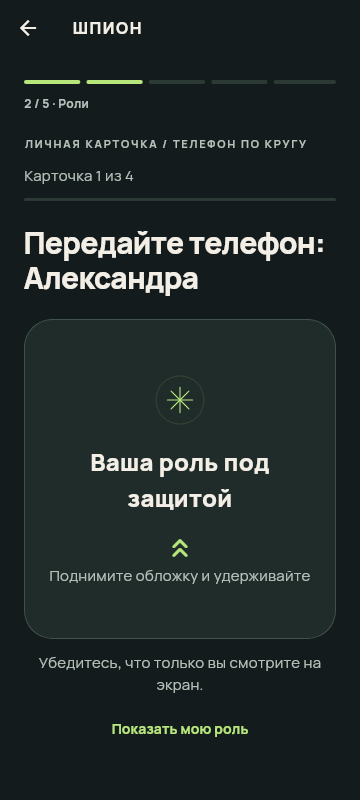 ШПИОН
2 / 5 · Роли
ЛИЧНАЯ КАРТОЧКА / ТЕЛЕФОН ПО КРУГУ
Карточка 1 из 4
Передайте телефон:
Александра
Ваша роль под
защитой
Поднимите обложку и удерживайте
Убедитесь, что только вы смотрите на
экран.
Показать мою роль